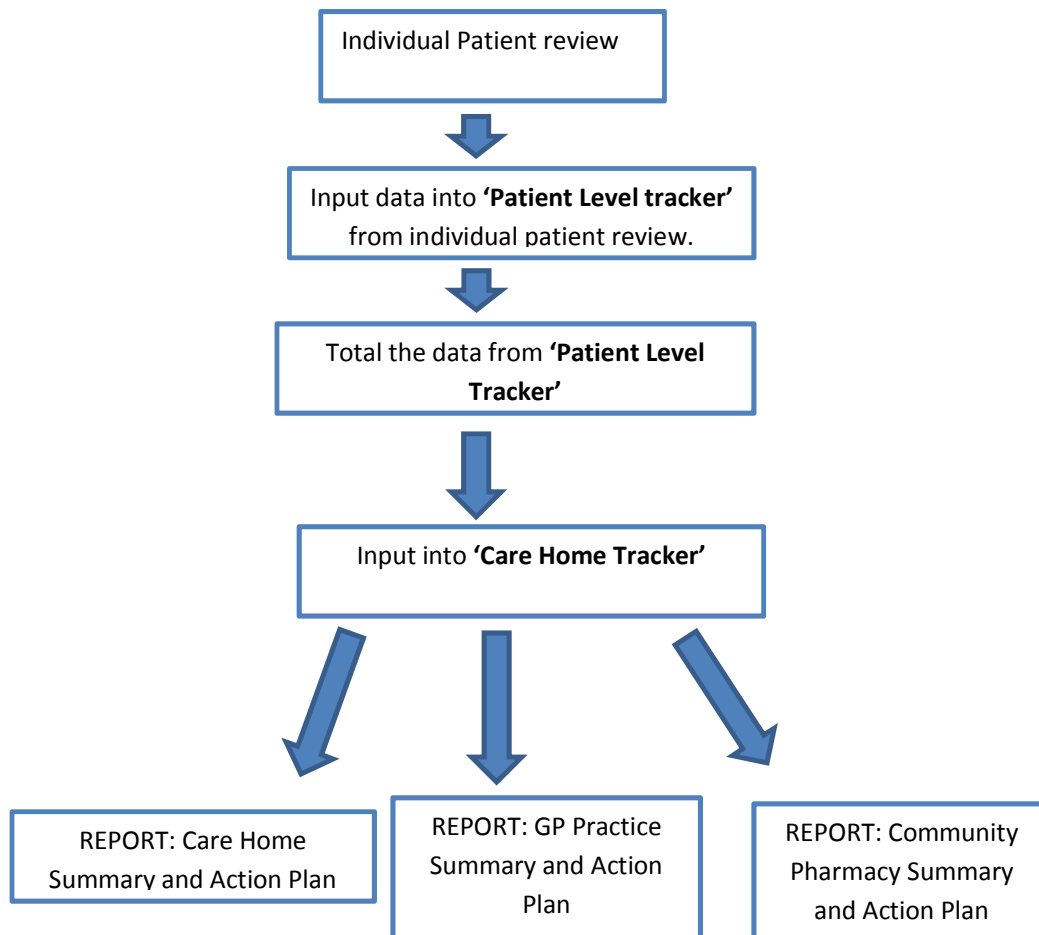 Individual Patient review
Input data into ‘Patient Level tracker’
from individual patient review.
Total the data from ‘Patient Level
Tracker’
Input into ‘Care Home Tracker’
REPORT: Care Home
Summary and Action Plan
REPORT: GP Practice
Summary and Action
Plan
REPORT: Community
Pharmacy Summary
and Action Plan